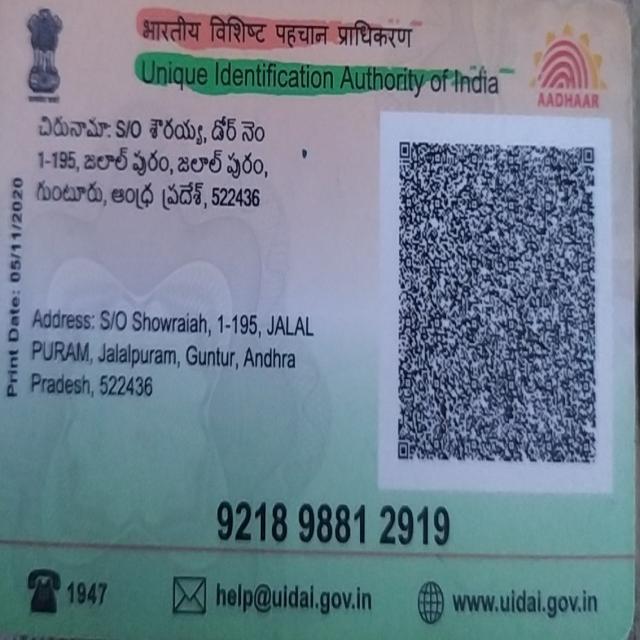 भारतीय विशिष्ट पहचान प्राधिकरण
Unique Identification Authority of India
AADHAAR
చిరునామా: S/O శౌరయ్య, డోర్ నెం
1-195, జలాల్ పురం, జలాల్ పురం,
గుంటూరు, ఆంధ్ర ప్రదేశ్, 522436
Print Date: 05/11/2020
Address: S/O Showraiah, 1-195, JALAL
PURAM, Jalalpuram, Guntur, Andhra
Pradesh, 522436
9218 9881 2919
1947
help@uidai.gov.in
www.uidai.gov.in